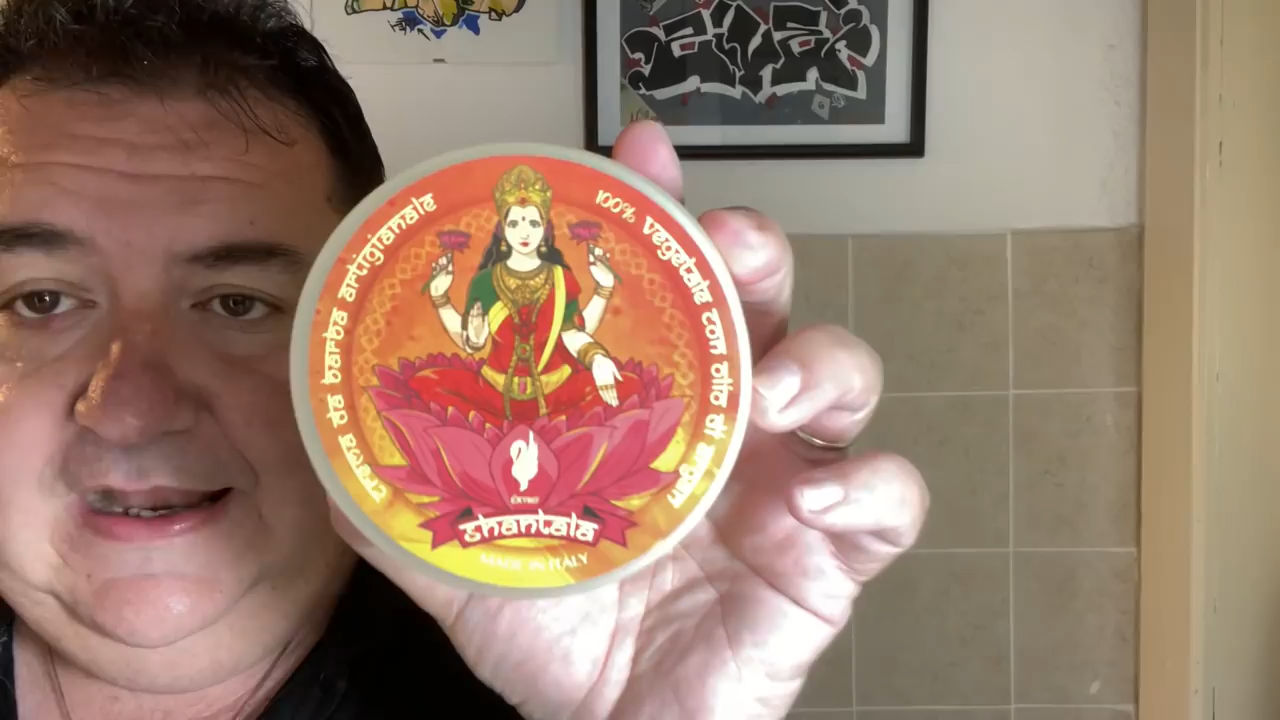 crema da barba artigianale
100% vegetale con olio di argan
EXTRO
shantala
MADE IN ITALY